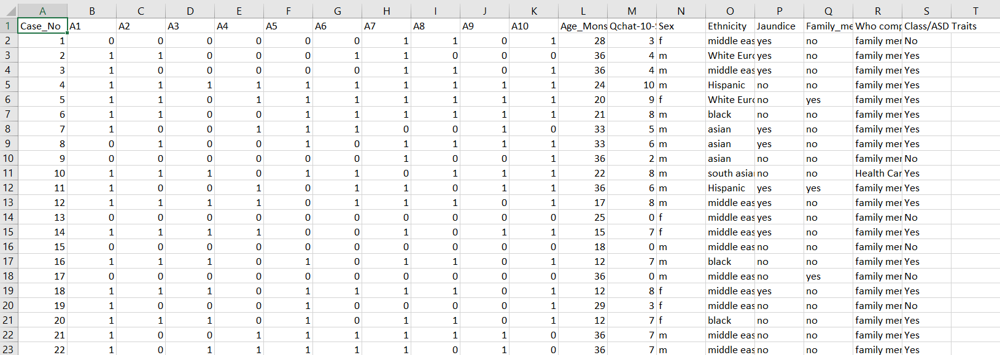 A B C D E F G H I J K L M N O P Q R S T
1 Case_No A1 A2 A3 A4 A5 A6 A7 A8 A9 A10 Age_Mons Qchat-10- Sex Ethnicity Jaundice Family_me Who comp Class/ASD Traits
2 1 0 0 0 0 0 0 1 1 0 1 28 3 f middle eas yes no family mer No
3 2 1 1 0 0 0 1 1 0 0 0 36 4 m White Euro yes no family mer Yes
4 3 1 0 0 0 0 0 1 1 0 1 36 4 m middle eas yes no family mer Yes
5 4 1 1 1 1 1 1 1 1 1 1 24 10 m Hispanic no no family mer Yes
6 5 1 1 0 1 1 1 1 1 1 1 20 9 f White Euro no yes family mer Yes
7 6 1 1 0 0 1 1 1 1 1 1 21 8 m black no no family mer Yes
8 7 1 0 0 1 1 1 0 0 1 0 33 5 m asian yes no family mer Yes
9 8 0 1 0 0 1 0 1 1 1 1 33 6 m asian yes no family mer Yes
10 9 0 0 0 0 0 0 1 0 0 1 36 2 m asian no no family mer No
11 10 1 1 1 0 1 1 0 1 1 1 22 8 m south asia no no Health Car Yes
12 11 1 0 0 1 0 1 1 0 1 1 36 6 m Hispanic yes yes family mer Yes
13 12 1 1 1 1 0 1 1 1 0 1 17 8 m middle eas yes no family mer Yes
14 13 0 0 0 0 0 0 0 0 0 0 25 0 f middle eas yes no family mer No
15 14 1 1 1 1 0 0 1 0 1 1 15 7 f middle eas yes no family mer Yes
16 15 0 0 0 0 0 0 0 0 0 0 18 0 m middle eas no no family mer No
17 16 1 1 1 0 1 0 1 1 0 1 12 7 m black no no family mer Yes
18 17 0 0 0 0 0 0 0 0 0 0 36 0 m middle eas no yes family mer No
19 18 1 1 1 0 1 1 1 1 0 1 12 8 f middle eas yes no family mer Yes
20 19 1 0 0 0 1 0 0 0 0 1 29 3 f middle eas no no family mer No
21 20 1 1 1 0 1 0 1 1 0 1 12 7 f black no no family mer Yes
22 21 1 0 0 1 1 1 1 1 1 0 36 7 m middle eas no no family mer Yes
23 22 1 0 1 1 1 1 1 0 1 0 36 7 m middle eas no no family mer Yes